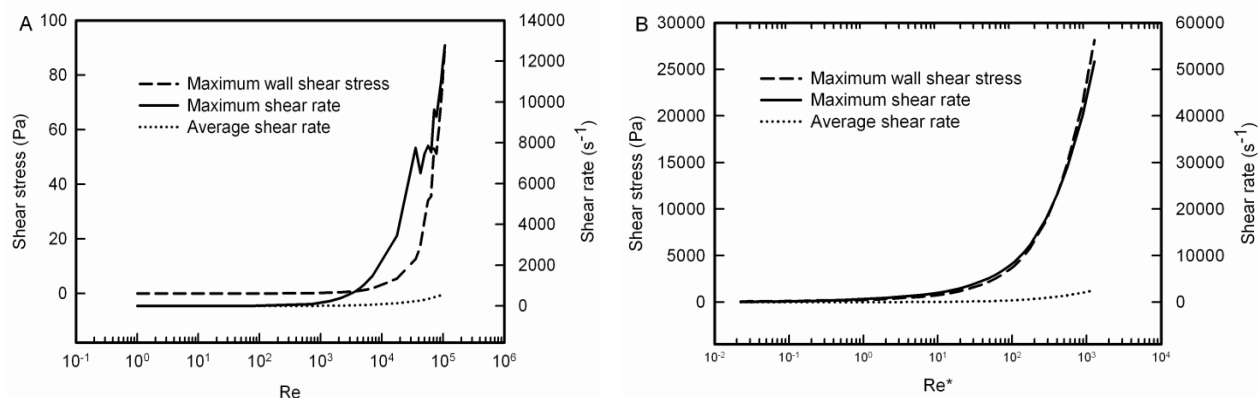 A
100
80
60
40
20
0
Shear stress (Pa)
14000
12000
10000
8000
6000
4000
2000
0
Shear rate (s⁻¹)
Maximum wall shear stress
Maximum shear rate
Average shear rate
10⁻¹ 10⁰ 10¹ 10² 10³ 10⁴ 10⁵ 10⁶
Re
B
30000
25000
20000
15000
10000
5000
0
Shear stress (Pa)
60000
50000
40000
30000
20000
10000
0
Shear rate (s⁻¹)
Maximum wall shear stress
Maximum shear rate
Average shear rate
10⁻² 10⁻¹ 10⁰ 10¹ 10² 10³ 10⁴
Re*